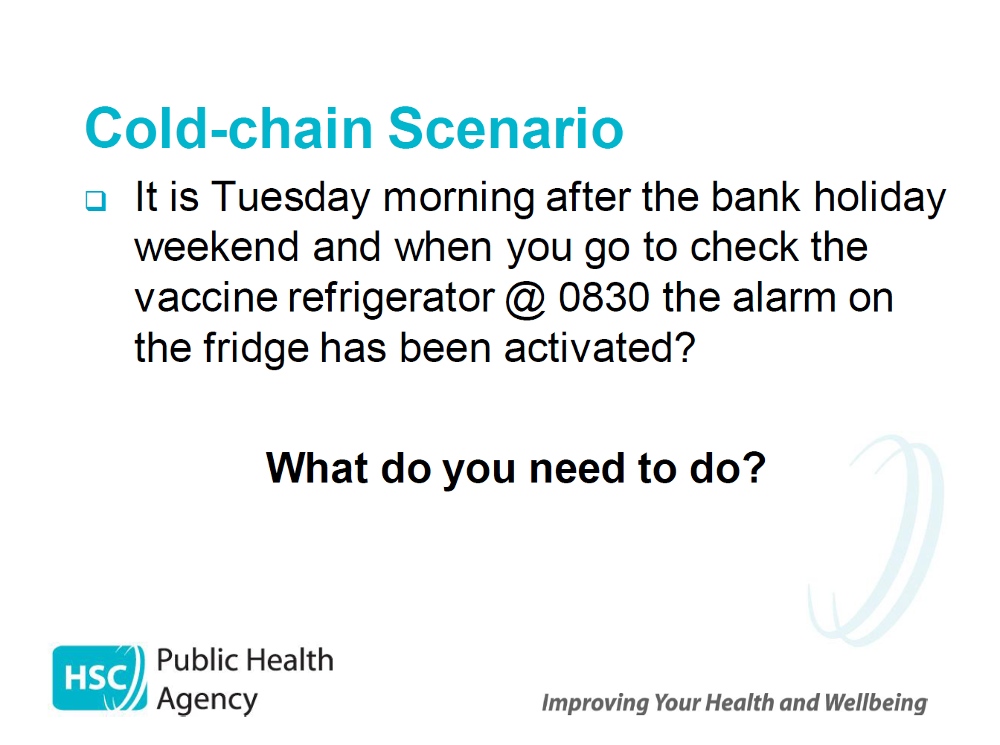 Cold-chain Scenario
❑ It is Tuesday morning after the bank holiday
weekend and when you go to check the
vaccine refrigerator @ 0830 the alarm on
the fridge has been activated?
What do you need to do?
HSC
Public Health
Agency
Improving Your Health and Wellbeing